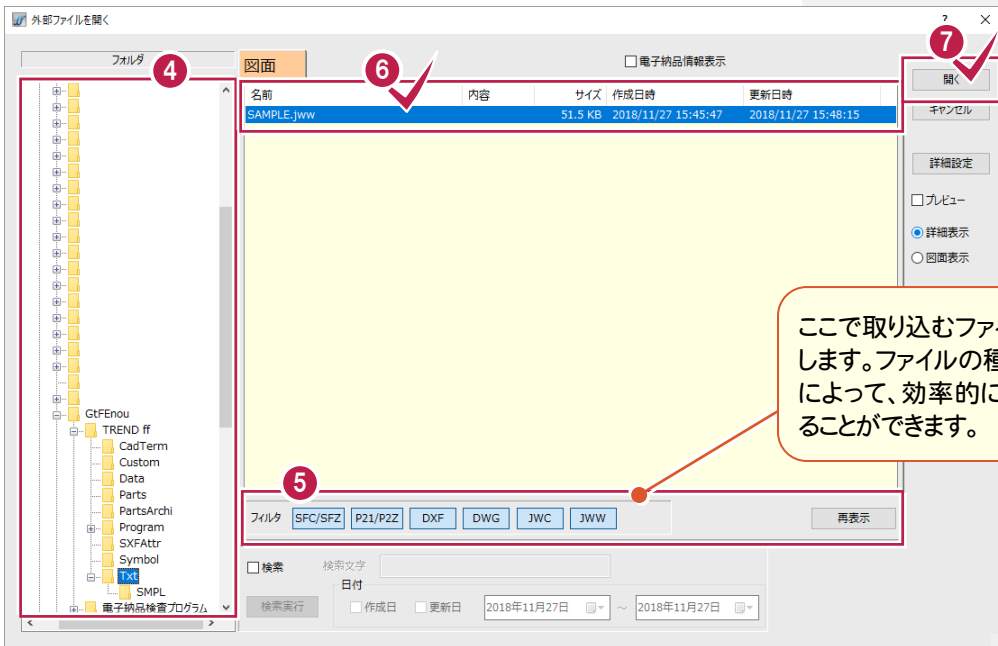 外部ファイルを開く
?
×
7
フォルダ
4
図面
6
電子納品情報表示
開く
名前 内容 サイズ 作成日時 更新日時
SAMPLE.jww 51.5 KB 2018/11/27 15:45:47 2018/11/27 15:48:15
キャンセル
詳細設定
プレビュー
詳細表示
図面表示
ここで取り込むファイ
します。ファイルの種
によって、効率的に
ることができます。
GtFEnou
TREND ff
CadTerm
Custom
Data
Parts
PartsArchi
Program
SXFAttr
Symbol
Txt
SMPL
電子納品検査プログラム
5
フィルタ SFC/SFZ P21/P2Z DXF DWG JWC JWW 再表示
検索 検索文字
日付
検索実行 作成日 更新日 2018年11月27日 ～ 2018年11月27日